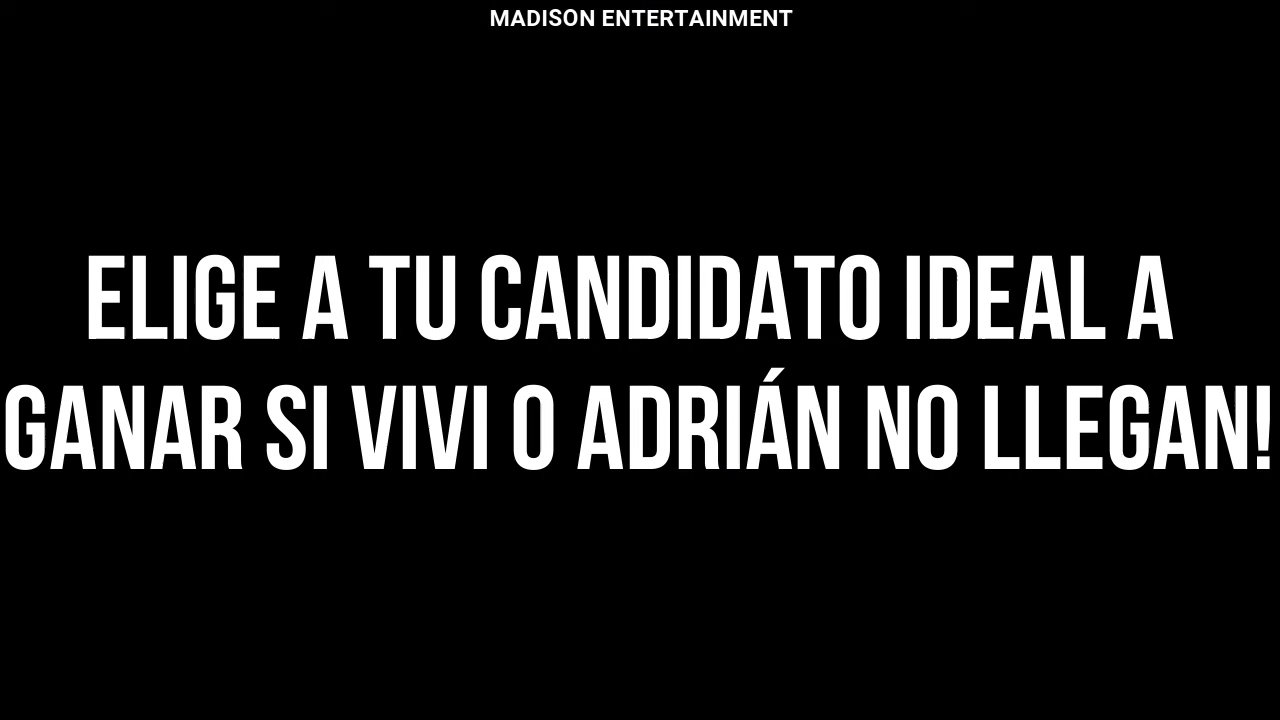 MADISON ENTERTAINMENT
ELIGE A TU CANDIDATO IDEAL A
GANAR SI VIVI O ADRIÁN NO LLEGAN!